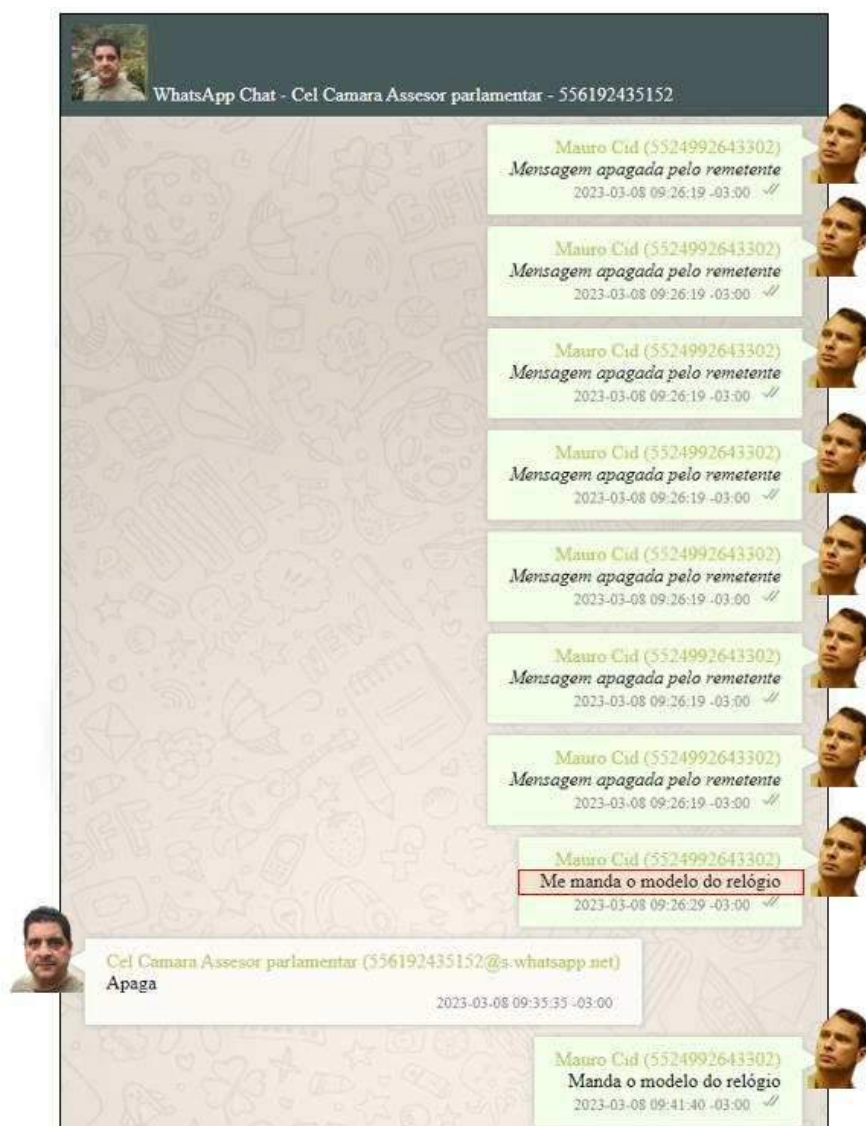 WhatsApp Chat - Cel Camara Assesor parlamentar - 556192435152
Mauro Cid (5524992643302)
Mensagem apagada pelo remetente
2023-03-08 09:26:19 -03:00
Mauro Cid (5524992643302)
Mensagem apagada pelo remetente
2023-03-08 09:26:19 -03:00
Mauro Cid (5524992643302)
Mensagem apagada pelo remetente
2023-03-08 09:26:19 -03:00
Mauro Cid (5524992643302)
Mensagem apagada pelo remetente
2023-03-08 09:26:19 -03:00
Mauro Cid (5524992643302)
Mensagem apagada pelo remetente
2023-03-08 09:26:19 -03:00
Mauro Cid (5524992643302)
Mensagem apagada pelo remetente
2023-03-08 09:26:19 -03:00
Mauro Cid (5524992643302)
Mensagem apagada pelo remetente
2023-03-08 09:26:19 -03:00
Mauro Cid (5524992643302)
Me manda o modelo do relógio
2023-03-08 09:26:29 -03:00
Cel Camara Assesor parlamentar (556192435152@s.whatsapp.net)
Apaga
2023-03-08 09:35:35 -03:00
Mauro Cid (5524992643302)
Manda o modelo do relógio
2023-03-08 09:41:40 -03:00